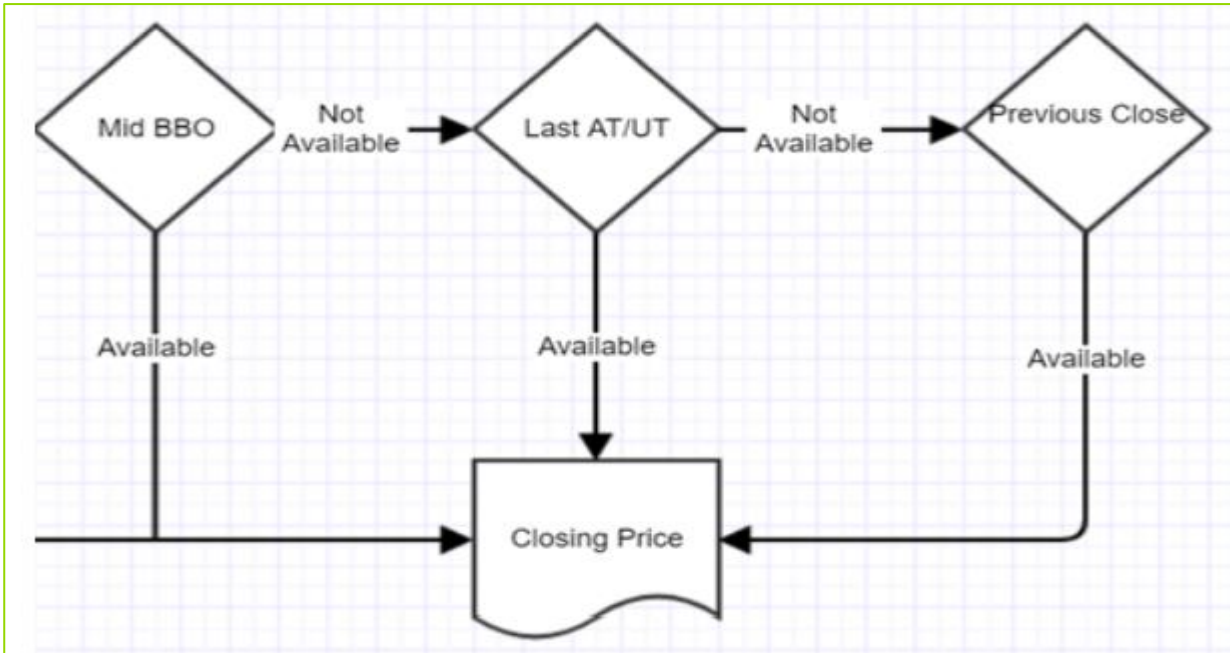 Mid BBO
Not
Available
Last AT/UT
Not
Available
Previous Close
Available
Available
Available
Closing Price